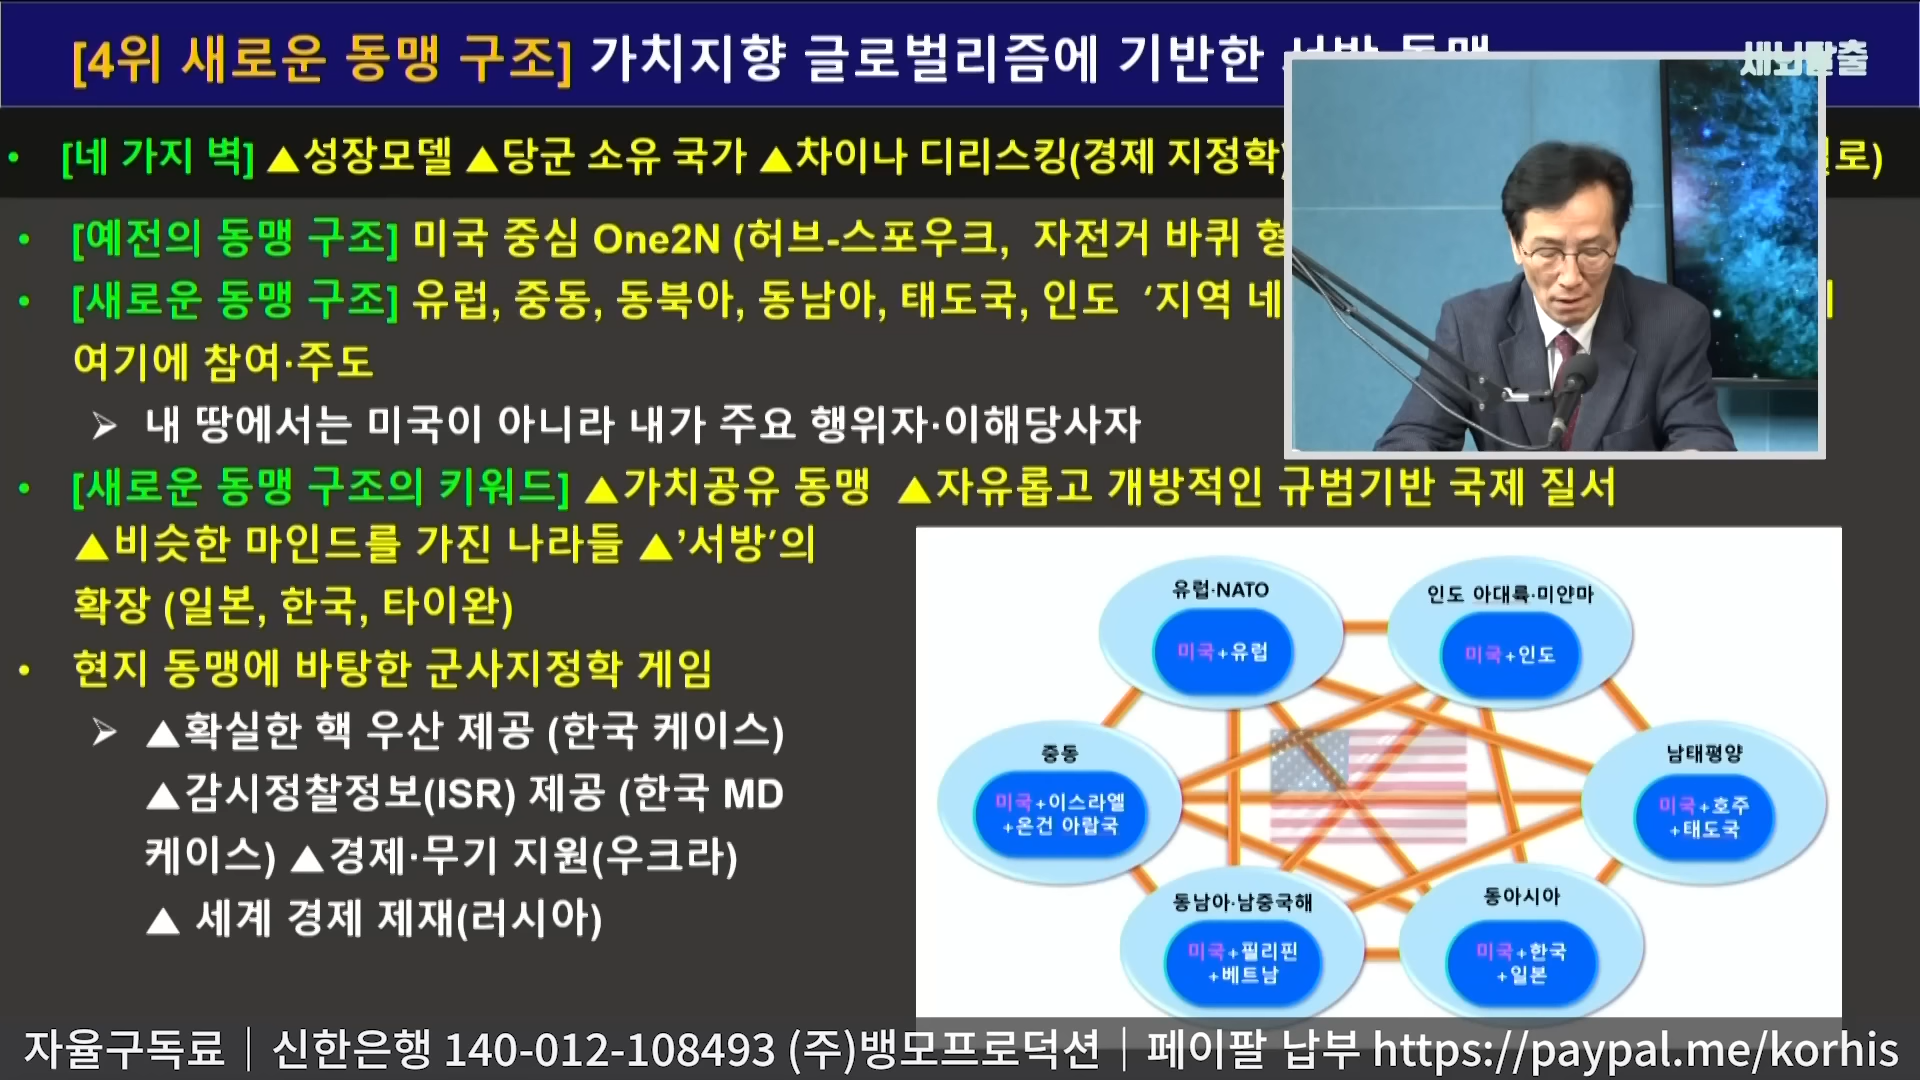 [4위 새로운 동맹 구조] 가치지향 글로벌리즘에 기반한
세뇌탈출
• [네 가지 벽] ▲성장모델 ▲당군 소유 국가 ▲차이나 디리스킹(경제 지정학) 로)
• [예전의 동맹 구조] 미국 중심 One2N (허브-스포우크, 자전거 바퀴 형
• [새로운 동맹 구조] 유럽, 중동, 동북아, 동남아, 태도국, 인도 ‘지역 네
여기에 참여·주도
➢ 내 땅에서는 미국이 아니라 내가 주요 행위자·이해당사자
• [새로운 동맹 구조의 키워드] ▲가치공유 동맹 ▲자유롭고 개방적인 규범기반 국제 질서
▲비슷한 마인드를 가진 나라들 ▲’서방’의
확장 (일본, 한국, 타이완)
• 현지 동맹에 바탕한 군사지정학 게임
➢ ▲확실한 핵 우산 제공 (한국 케이스)
▲감시정찰정보(ISR) 제공 (한국 MD
케이스) ▲경제·무기 지원(우크라)
▲ 세계 경제 제재(러시아)
유럽·NATO
미국+유럽
인도 아대륙·미얀마
미국+인도
중동
미국+이스라엘
+온건 아랍국
남태평양
미국+호주
+태도국
동남아·남중국해
미국+필리핀
+베트남
동아시아
미국+한국
+일본
자율구독료｜신한은행 140-012-108493 (주)뱅모프로덕션｜페이팔 납부 https://paypal.me/korhis